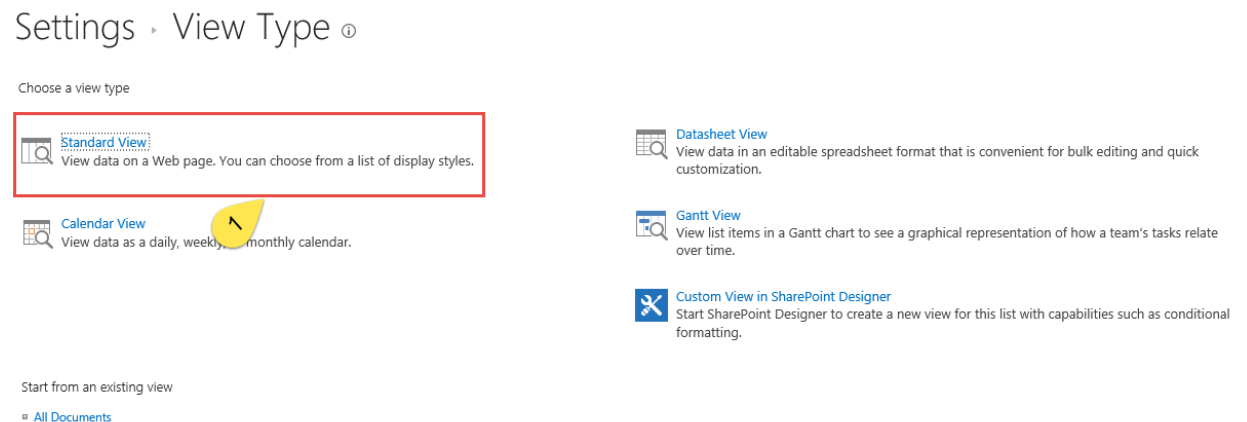 Settings ▸ View Type ⓘ
Choose a view type
Standard View
View data on a Web page. You can choose from a list of display styles.
1
Calendar View
View data as a daily, weekly, monthly calendar.
Datasheet View
View data in an editable spreadsheet format that is convenient for bulk editing and quick
customization.
Gantt View
View list items in a Gantt chart to see a graphical representation of how a team's tasks relate
over time.
Custom View in SharePoint Designer
Start SharePoint Designer to create a new view for this list with capabilities such as conditional
formatting.
Start from an existing view
All Documents